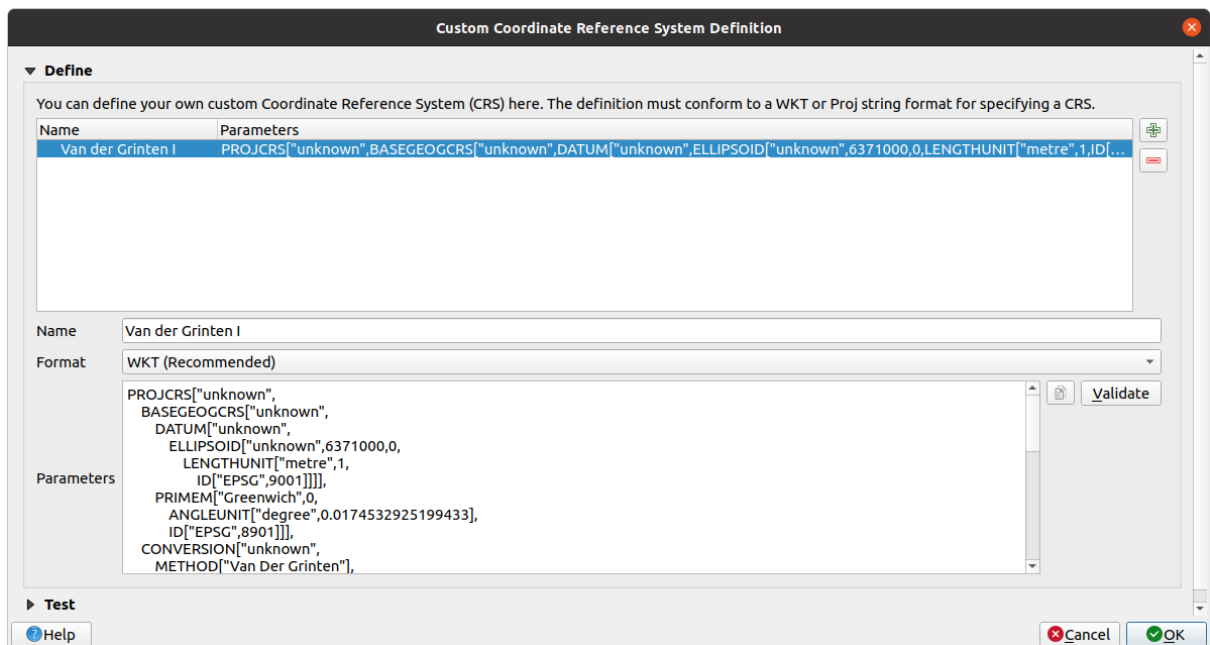 Custom Coordinate Reference System Definition
Define
You can define your own custom Coordinate Reference System (CRS) here. The definition must conform to a WKT or Proj string format for specifying a CRS.
Name Parameters
Van der Grinten I PROJCRS["unknown",BASEGEOGCRS["unknown",DATUM["unknown",ELLIPSOID["unknown",6371000,0,LENGTHUNIT["metre",1,ID[...
Name Van der Grinten I
Format WKT (Recommended)
Parameters
PROJCRS["unknown",
BASEGEOGCRS["unknown",
DATUM["unknown",
ELLIPSOID["unknown",6371000,0,
LENGTHUNIT["metre",1,
ID["EPSG",9001]]]],
PRIMEM["Greenwich",0,
ANGLEUNIT["degree",0.0174532925199433],
ID["EPSG",8901]]],
CONVERSION["unknown",
METHOD["Van Der Grinten"],
Validate
Test
Help
Cancel
OK